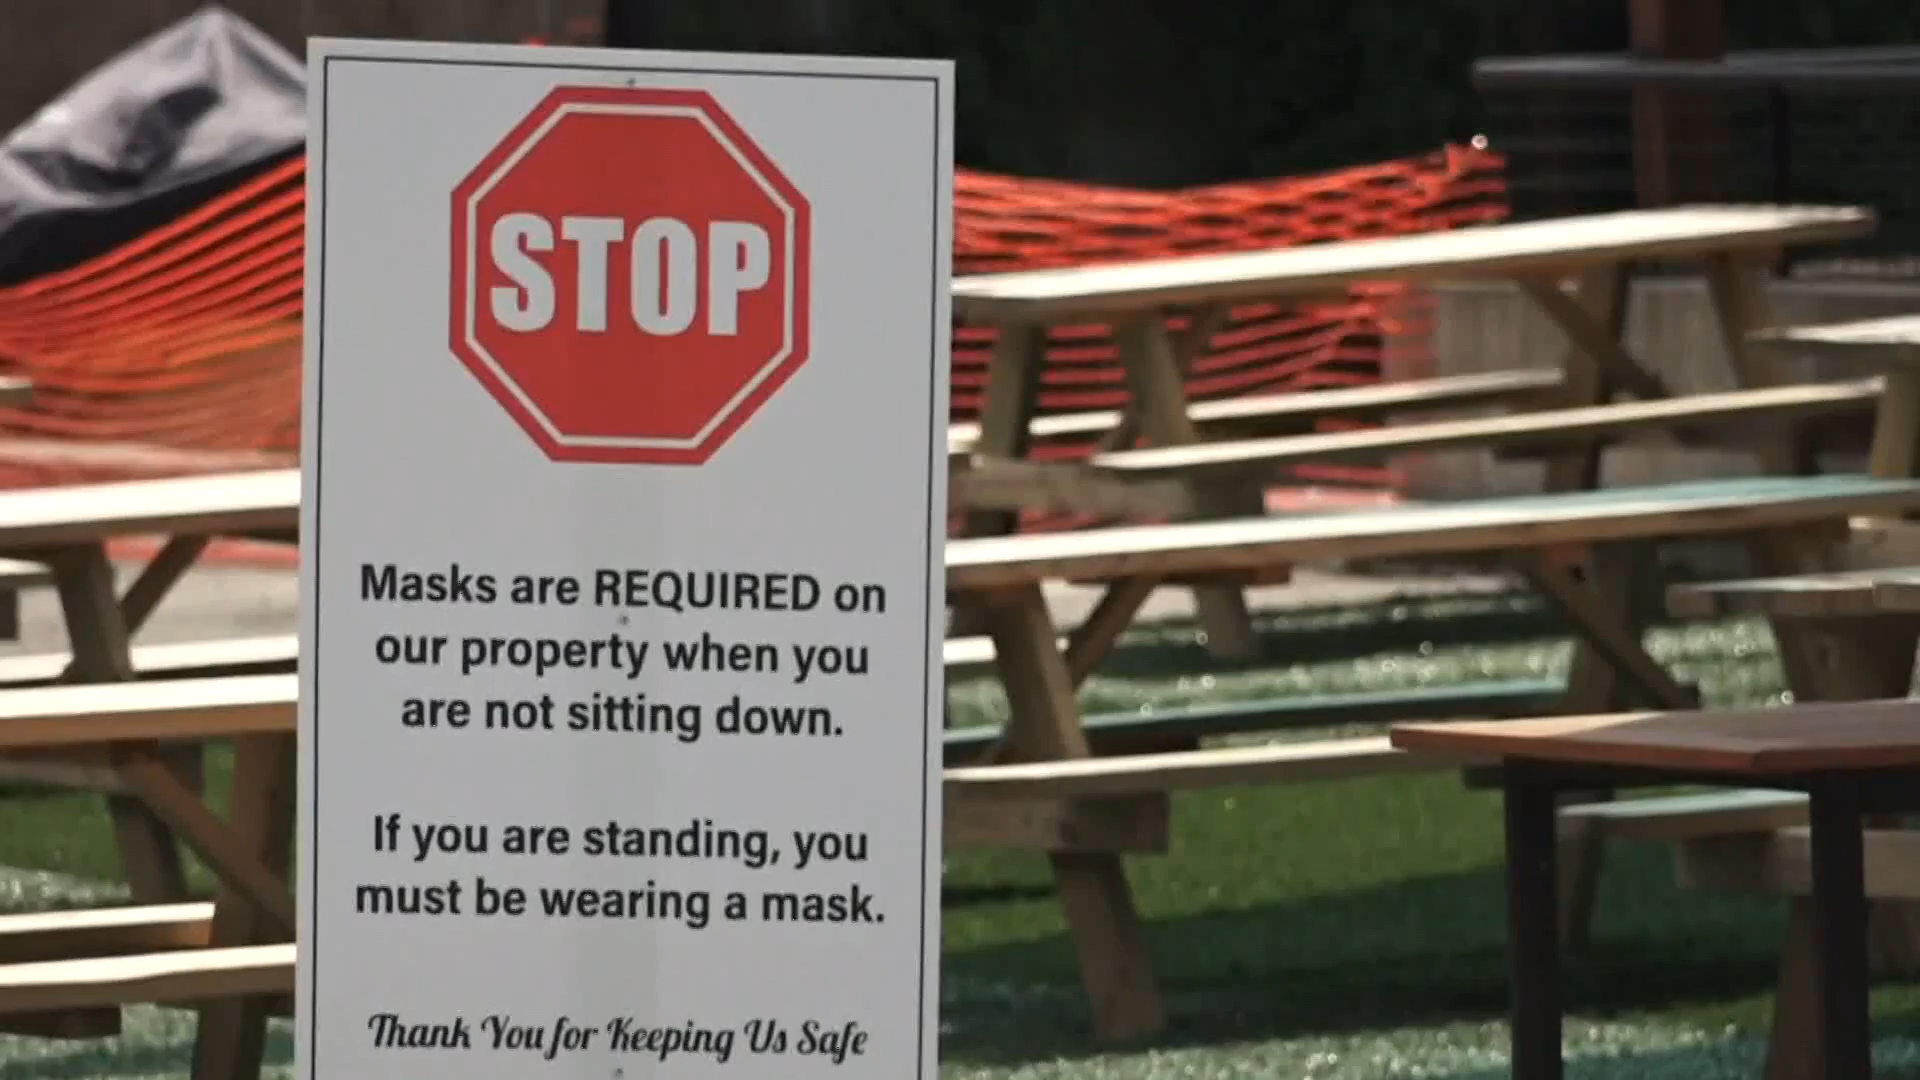 STOP
Masks are REQUIRED on
our property when you
are not sitting down.
If you are standing, you
must be wearing a mask.
Thank You for Keeping Us Safe